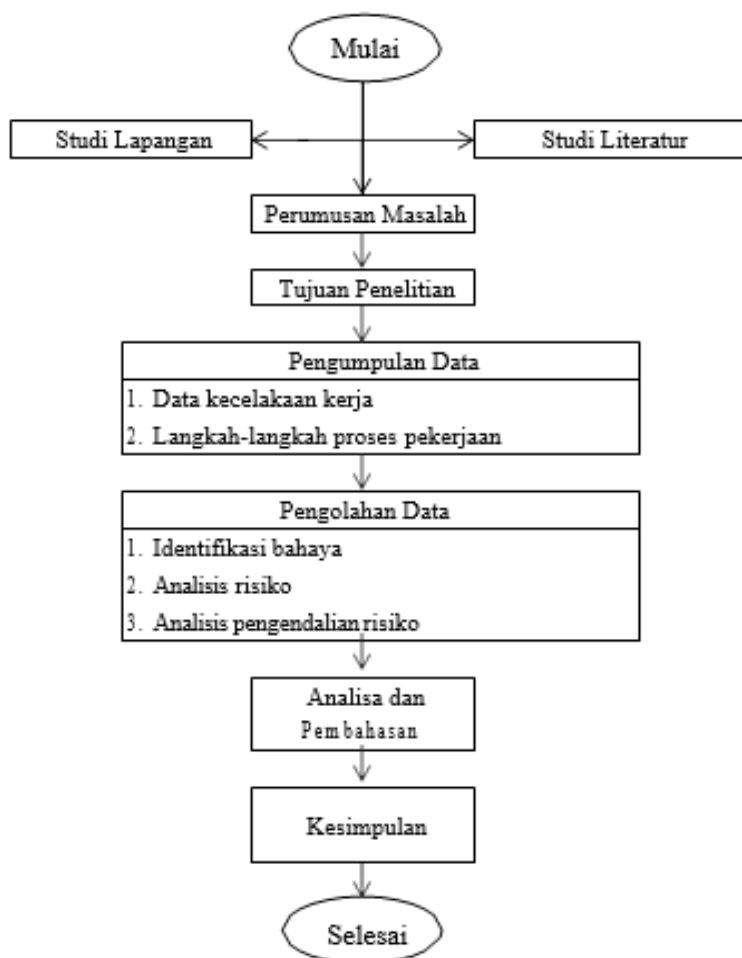 Mulai
Studi Lapangan
Studi Literatur
Perumusan Masalah
Tujuan Penelitian
Pengumpulan Data
1. Data kecelakaan kerja
2. Langkah-langkah proses pekerjaan
Pengolahan Data
1. Identifikasi bahaya
2. Analisis risiko
3. Analisis pengendalian risiko
Analisa dan
Pembahasan
Kesimpulan
Selesai